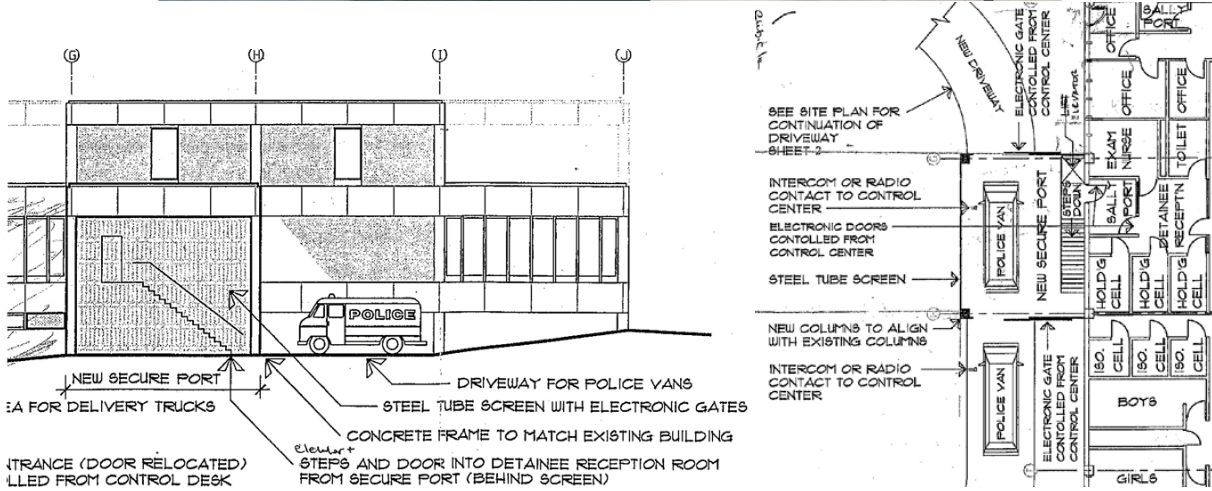 G
H
I
J
POLICE
NEW SECURE PORT
DRIVEWAY FOR POLICE VANS
EA FOR DELIVERY TRUCKS
STEEL TUBE SCREEN WITH ELECTRONIC GATES
CONCRETE FRAME TO MATCH EXISTING BUILDING
NTRANCE (DOOR RELOCATED)
LLED FROM CONTROL DESK
STEPS AND DOOR INTO DETAINEE RECEPTION ROOM
FROM SECURE PORT (BEHIND SCREEN)
NEW DRIVEWAY
ELECTRONIC GATE
CONTOLLED FROM
CONTROL CENTER
SEE SITE PLAN FOR
CONTINUATION OF
DRIVEWAY
SHEET 2
INTERCOM OR RADIO
CONTACT TO CONTROL
CENTER
ELECTRONIC DOORS
CONTOLLED FROM
CONTROL CENTER
STEEL TUBE SCREEN
NEW COLUMNS TO ALIGN
WITH EXISTING COLUMNS
INTERCOM OR RADIO
CONTACT TO CONTROL
CENTER
G
POLICE VAN
NEW SECURE PORT
STEPS
DOWN
LIFT
Elevator
OFFICE
SALLY
PORT
OFFICE
OFFICE
EXAM
NURSE
TOILET
SALLY
PORT
DETAINEE
RECEPT'N
HOLD'G
CELL
HOLD'G
CELL
HOLD'G
CELL
H
ISO.
CELL
ISO.
CELL
ISO.
CELL
POLICE VAN
ELECTRONIC GATE
CONTOLLED FROM
CONTROL CENTER
BOYS
GIRLS